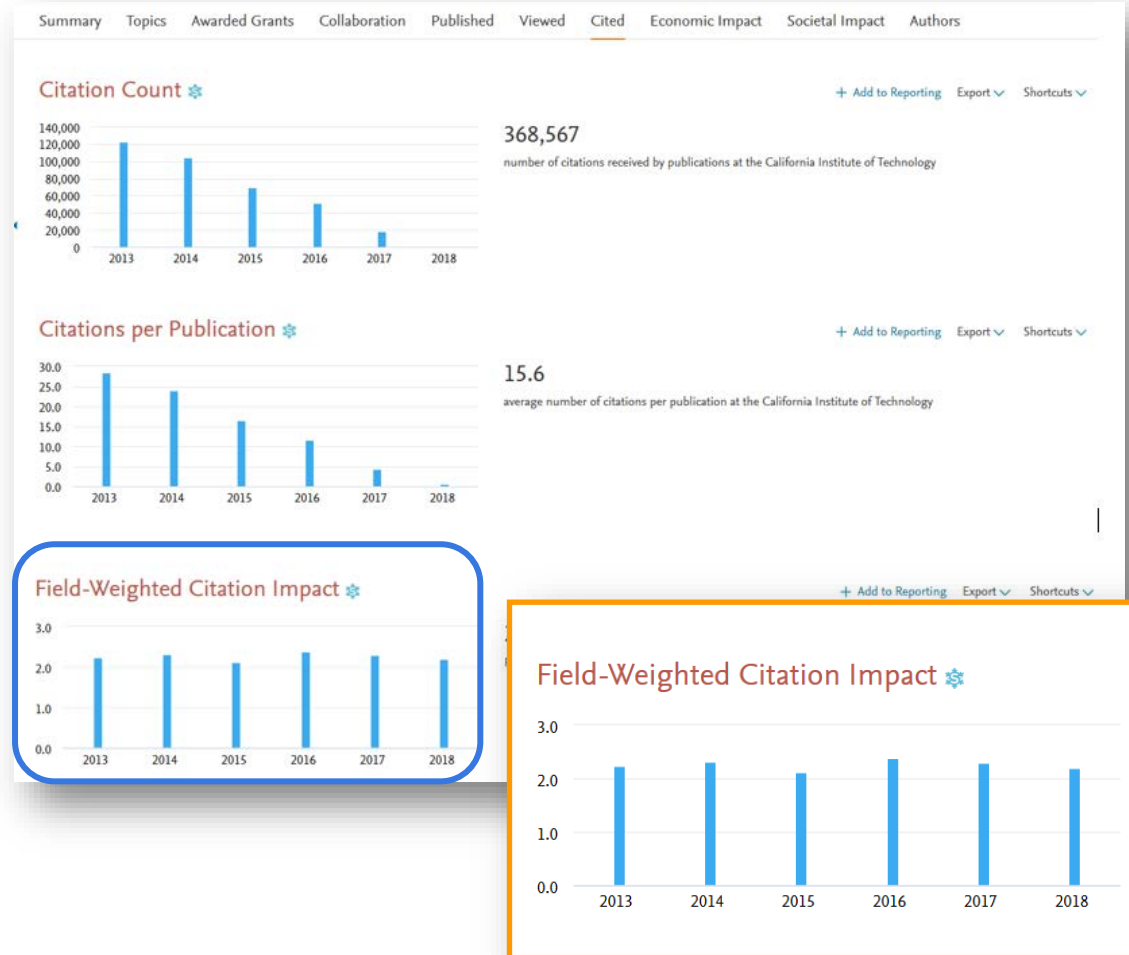 Summary Topics Awarded Grants Collaboration Published Viewed Cited Economic Impact Societal Impact Authors
Citation Count
+ Add to Reporting Export Shortcuts
140,000
120,000
100,000
80,000
60,000
40,000
20,000
0
2013 2014 2015 2016 2017 2018
368,567
number of citations received by publications at the California Institute of Technology
Citations per Publication
+ Add to Reporting Export Shortcuts
30.0
25.0
20.0
15.0
10.0
5.0
0.0
2013 2014 2015 2016 2017 2018
15.6
average number of citations per publication at the California Institute of Technology
Field-Weighted Citation Impact
+ Add to Reporting Export Shortcuts
3.0
2.0
1.0
0.0
2013 2014 2015 2016 2017 2018
Field-Weighted Citation Impact
3.0
2.0
1.0
0.0
2013 2014 2015 2016 2017 2018